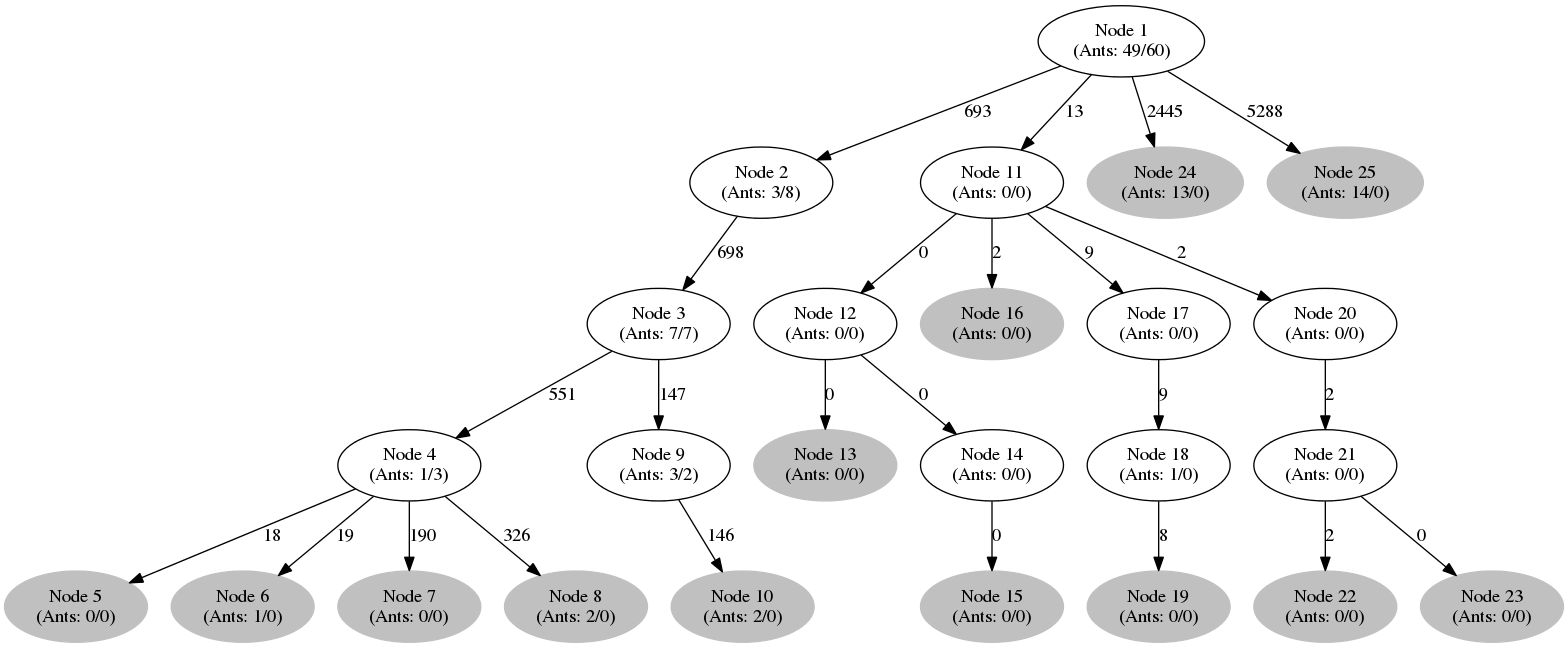 Node 1
(Ants: 49/60)
693
13
2445
5288
Node 2
(Ants: 3/8)
Node 11
(Ants: 0/0)
Node 24
(Ants: 13/0)
Node 25
(Ants: 14/0)
698
0
2
9
2
Node 3
(Ants: 7/7)
Node 12
(Ants: 0/0)
Node 16
(Ants: 0/0)
Node 17
(Ants: 0/0)
Node 20
(Ants: 0/0)
551
147
0
0
9
2
Node 4
(Ants: 1/3)
Node 9
(Ants: 3/2)
Node 13
(Ants: 0/0)
Node 14
(Ants: 0/0)
Node 18
(Ants: 1/0)
Node 21
(Ants: 0/0)
18
19
190
326
146
0
8
2
0
Node 5
(Ants: 0/0)
Node 6
(Ants: 1/0)
Node 7
(Ants: 0/0)
Node 8
(Ants: 2/0)
Node 10
(Ants: 2/0)
Node 15
(Ants: 0/0)
Node 19
(Ants: 0/0)
Node 22
(Ants: 0/0)
Node 23
(Ants: 0/0)